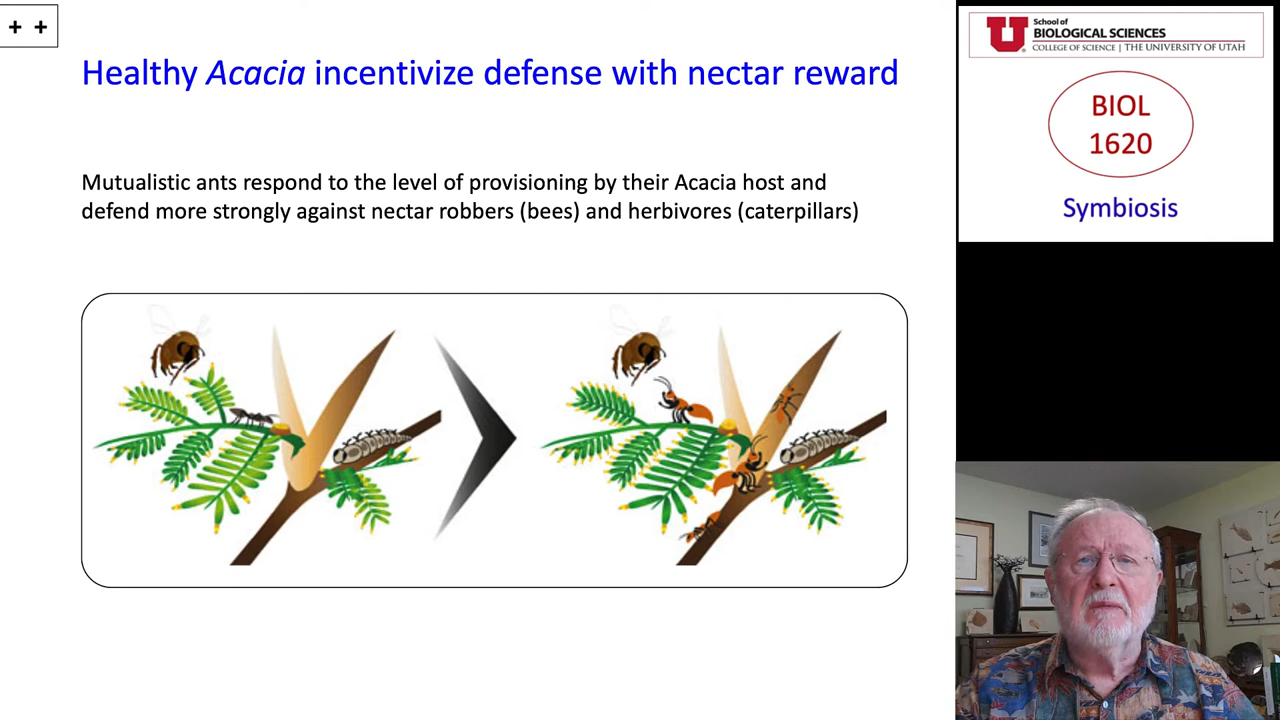 + +
Healthy Acacia incentivize defense with nectar reward
Mutualistic ants respond to the level of provisioning by their Acacia host and
defend more strongly against nectar robbers (bees) and herbivores (caterpillars)
U
School of
BIOLOGICAL SCIENCES
COLLEGE OF SCIENCE | THE UNIVERSITY OF UTAH
BIOL
1620
Symbiosis